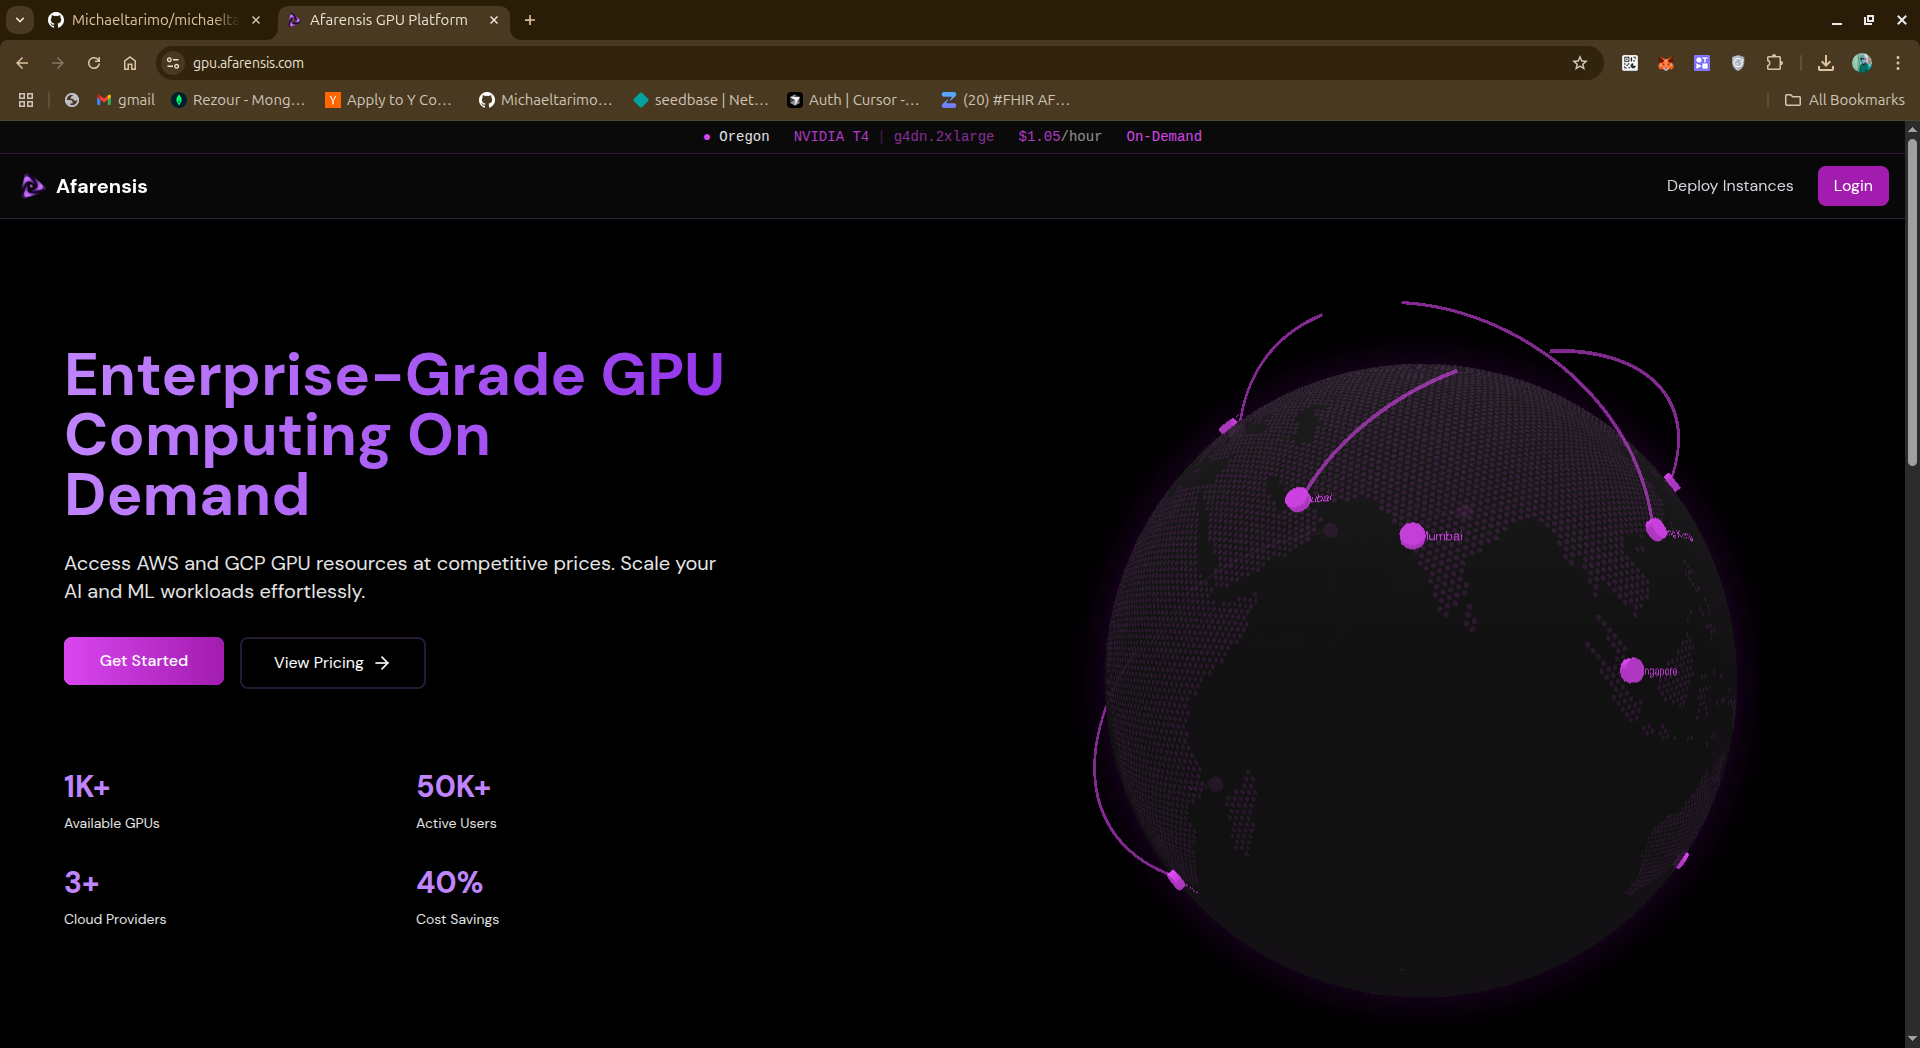 Michaeltarimo/michaelta
Afarensis GPU Platform
gpu.afarensis.com
gmail
Rezour - Mong...
Apply to Y Co...
Michaeltarimo...
seedbase | Net...
Auth | Cursor -...
(20) #FHIR AF...
All Bookmarks
Oregon NVIDIA T4 | g4dn.2xlarge $1.05/hour On-Demand
Afarensis
Deploy Instances
Login
Enterprise-Grade GPU
Computing On
Demand
Access AWS and GCP GPU resources at competitive prices. Scale your
AI and ML workloads effortlessly.
Get Started
View Pricing →
1K+
Available GPUs
50K+
Active Users
3+
Cloud Providers
40%
Cost Savings